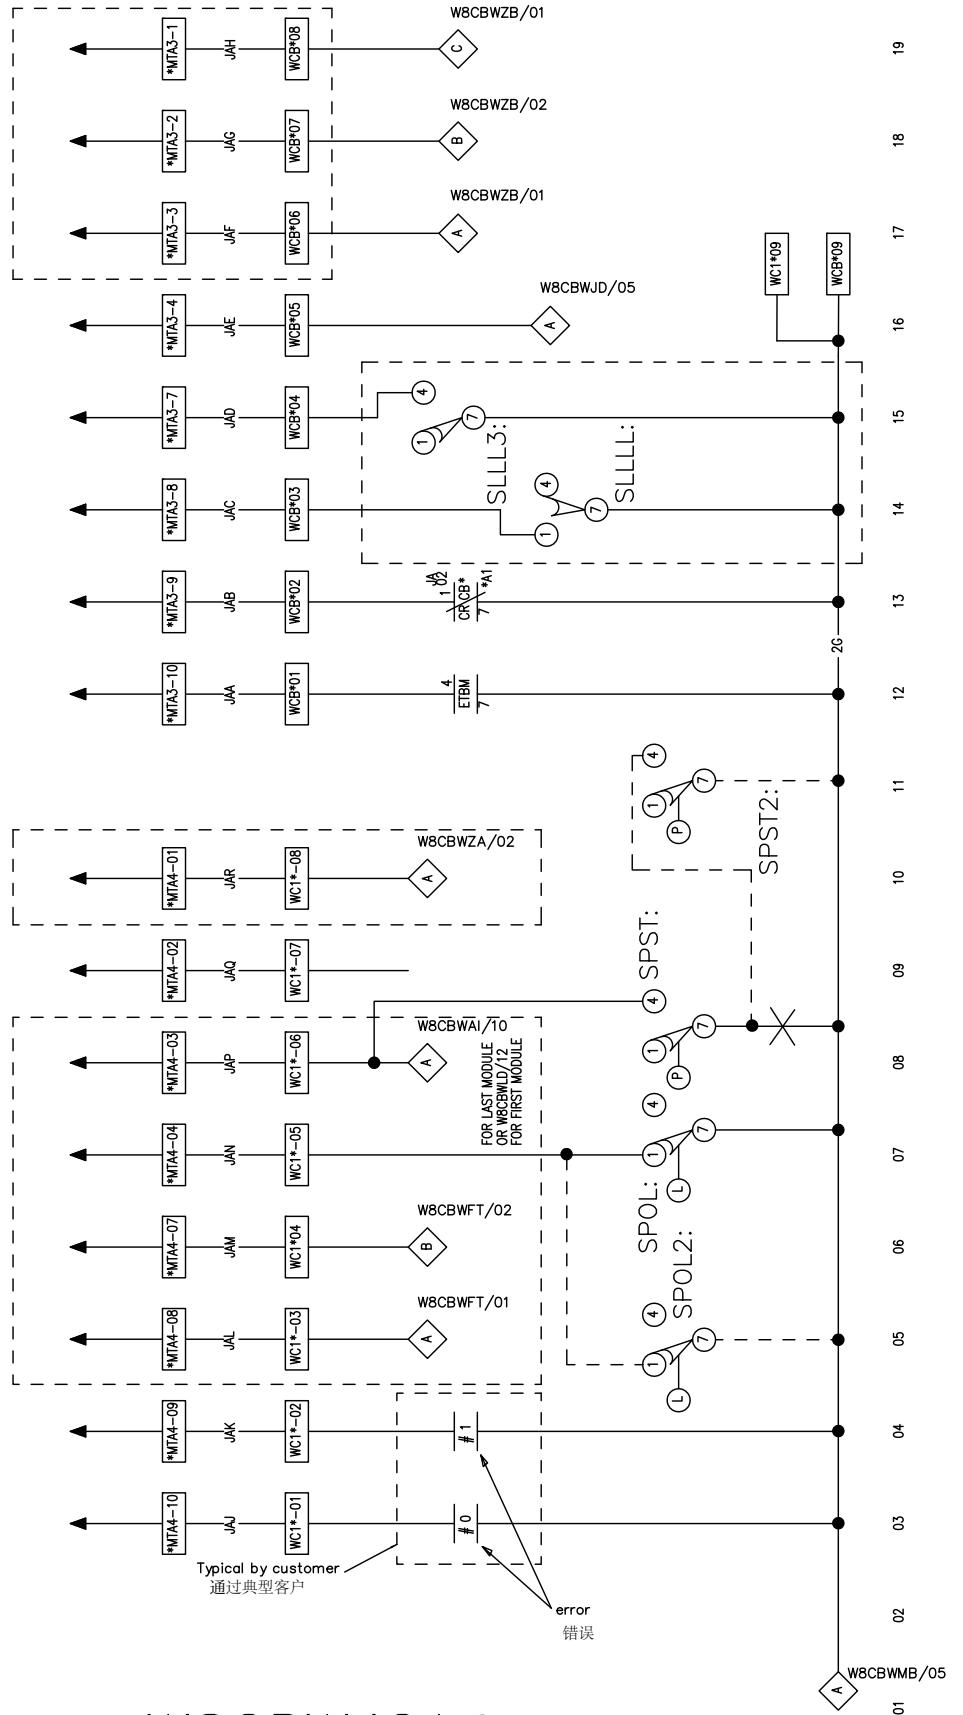 W8CBWZB/01
*MTA3-1
JAH
WCB*08
C
19
W8CBWZB/02
*MTA3-2
JAG
WCB*07
B
18
W8CBWZB/01
*MTA3-3
JAF
WCB*06
A
17
WC1*09
WCB*09
W8CBWJD/05
*MTA3-4
JAE
WCB*05
A
16
*MTA3-7
JAD
WCB*04
4
1
7
15
SLLL3:
SLLLL:
*MTA3-8
JAC
WCB*03
4
1
7
14
*MTA3-9
JAB
WCB*02
JA
1 02
CR CB*
7 *A1
13
2G
*MTA3-10
JAA
WCB*01
4
ETBM
7
12
4
1
7
P
11
SPST2:
W8CBWZA/02
*MTA4-01
JAR
WC1*-08
A
10
SPST:
*MTA4-02
JAQ
WC1*-07
09
4
W8CBWAI/10
*MTA4-03
JAP
WC1*-06
A
1
7
P
08
FOR LAST MODULE
OR W8CBWLD/12
FOR FIRST MODULE
4
*MTA4-04
JAN
WC1*-05
1
7
L
07
SPOL:
W8CBWFT/02
*MTA4-07
JAM
WC1*04
B
06
SPOL2:
W8CBWFT/01
*MTA4-08
JAL
WC1*-03
A
4
1
7
L
05
*MTA4-09
JAK
WC1*-02
# 1
04
*MTA4-10
JAJ
WC1*-01
# 0
03
Typical by customer
通过典型客户
error
错误
02
W8CBWMB/05
A
01